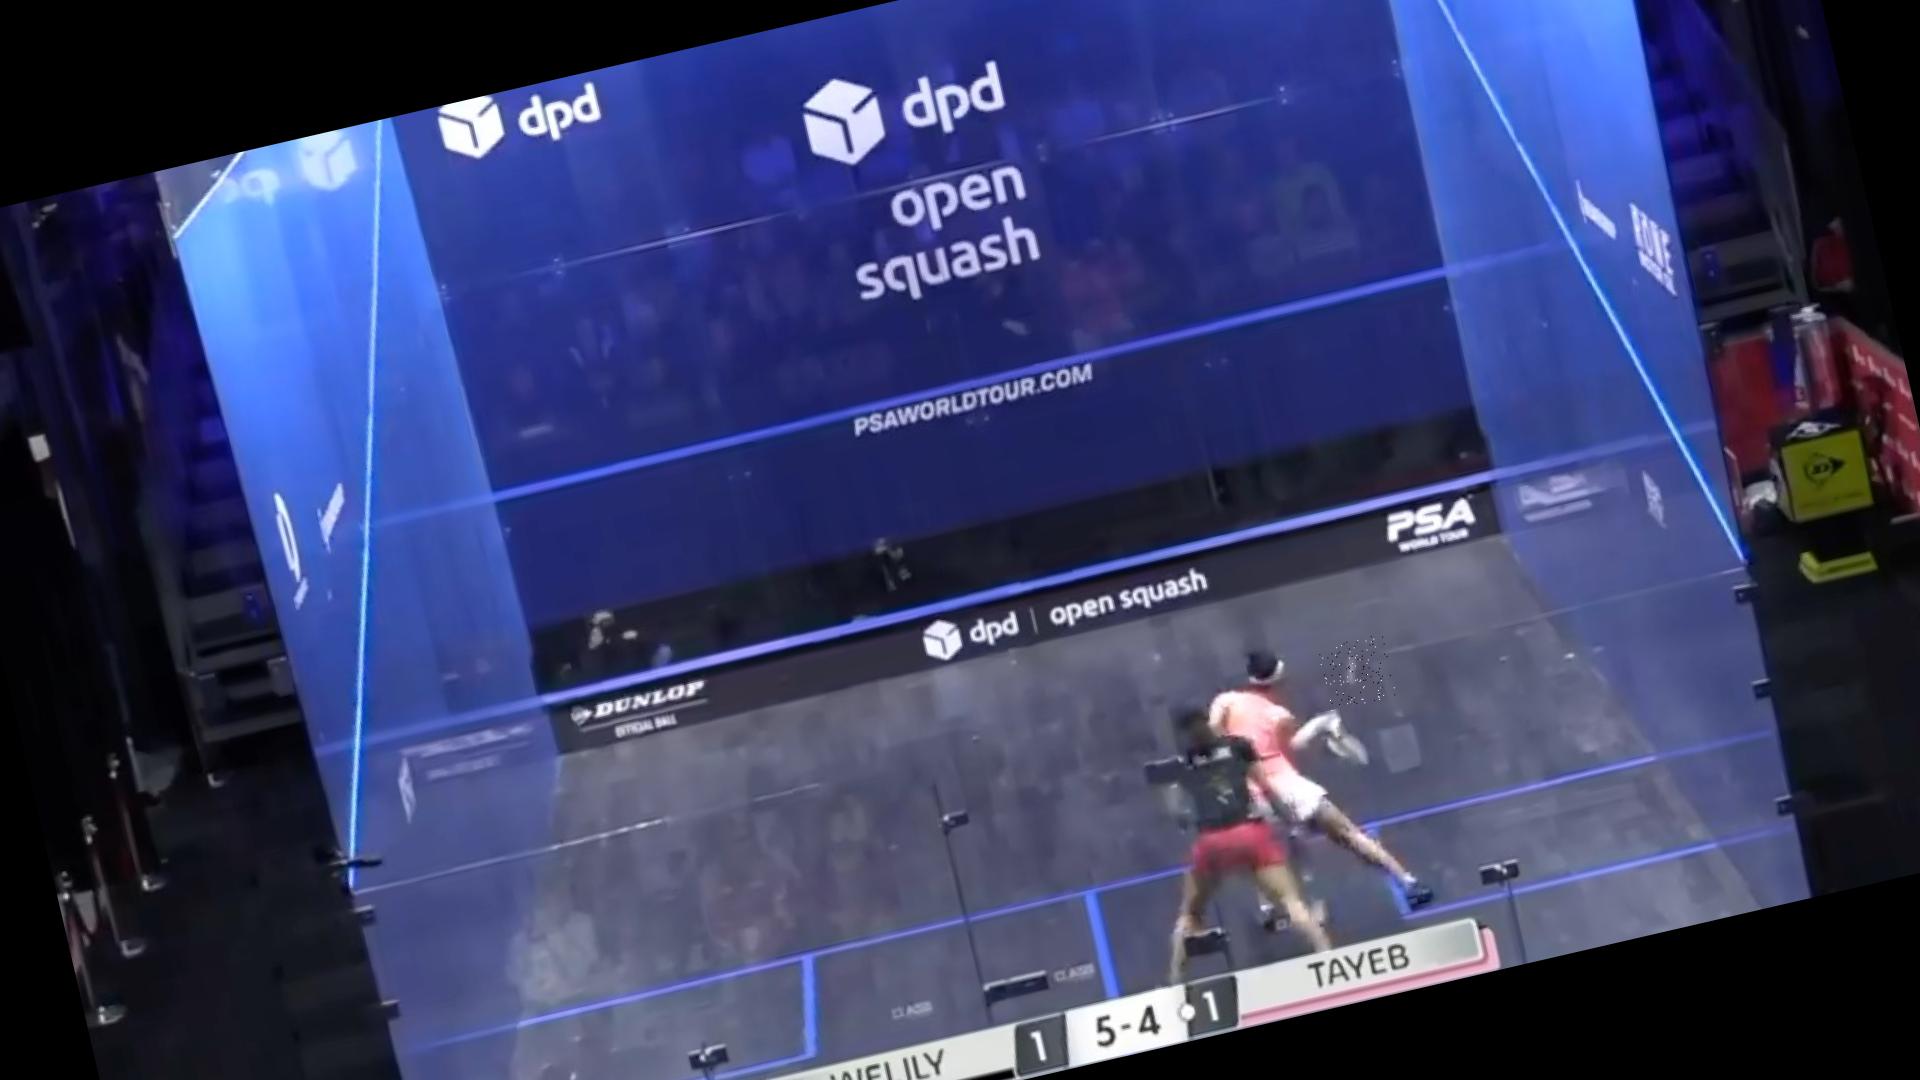 dpd
dpd
open
squash
PSAWORLDTOUR.COM
PSA
WORLD TOUR
dpd | open squash
DUNLOP
OFFICIAL BALL
TAYEB
WELILY 1 5-4 1